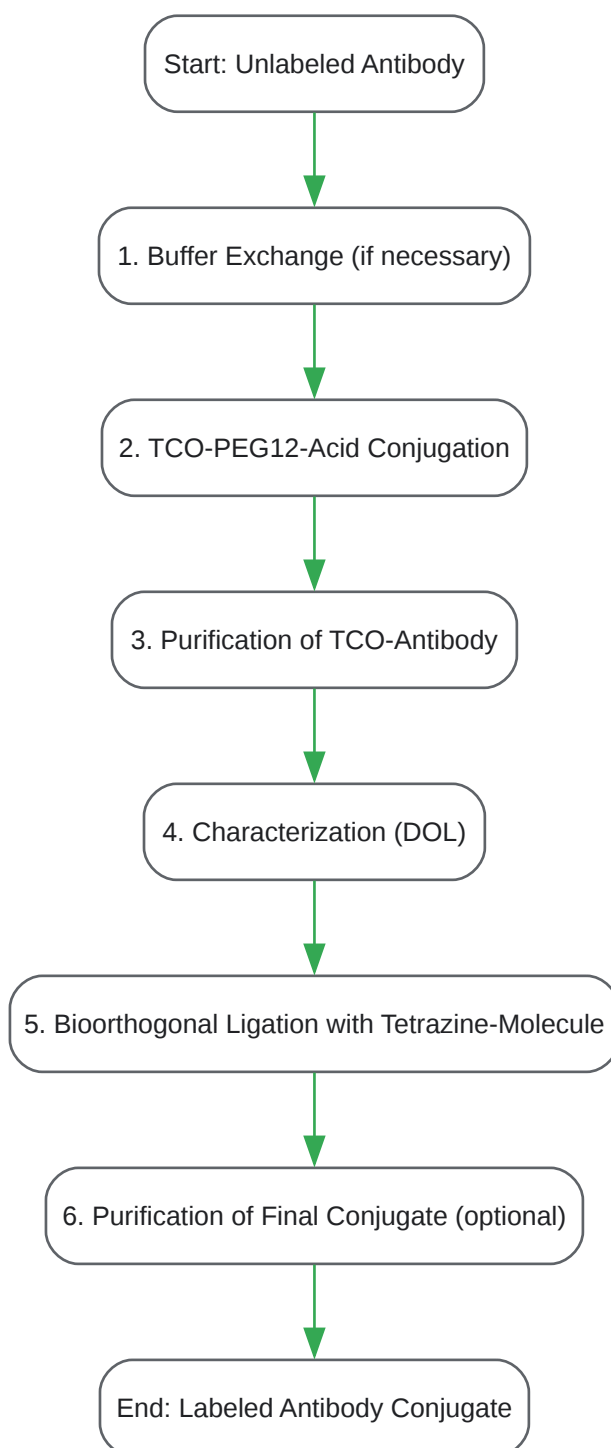 Start: Unlabeled Antibody
1. Buffer Exchange (if necessary)
2. TCO-PEG12-Acid Conjugation
3. Purification of TCO-Antibody
4. Characterization (DOL)
5. Bioorthogonal Ligation with Tetrazine-Molecule
6. Purification of Final Conjugate (optional)
End: Labeled Antibody Conjugate